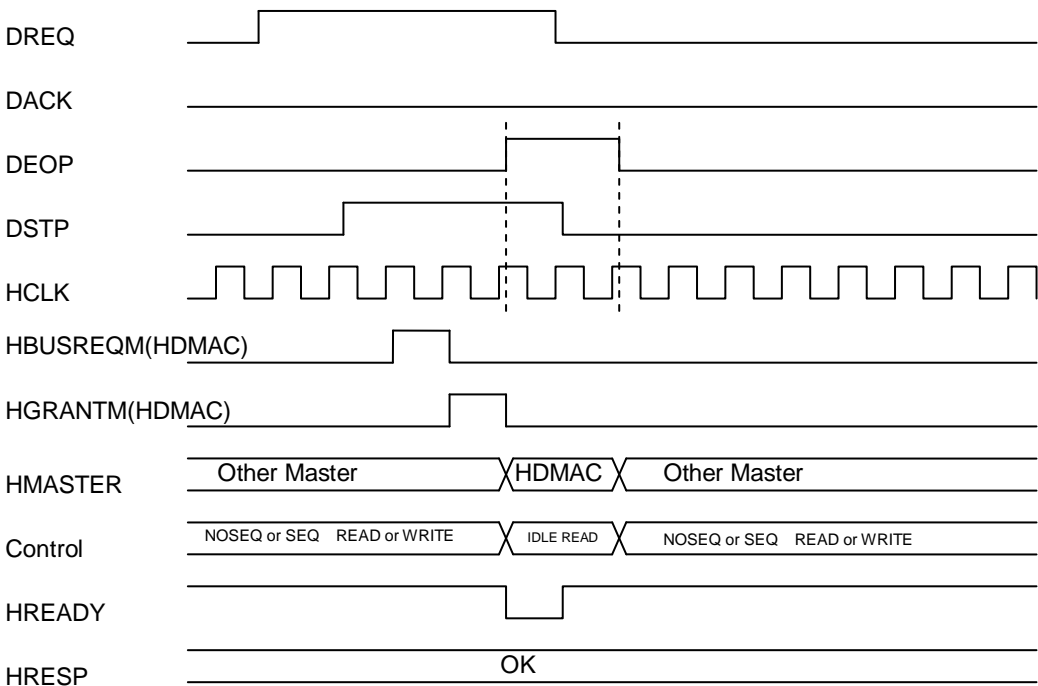 DREQ
DACK
DEOP
DSTP
HCLK
HBUSREQM(HDMAC)
HGRANTM(HDMAC)
HMASTER Other Master HDMAC Other Master
Control NOSEQ or SEQ READ or WRITE IDLE READ NOSEQ or SEQ READ or WRITE
HREADY
HRESP OK